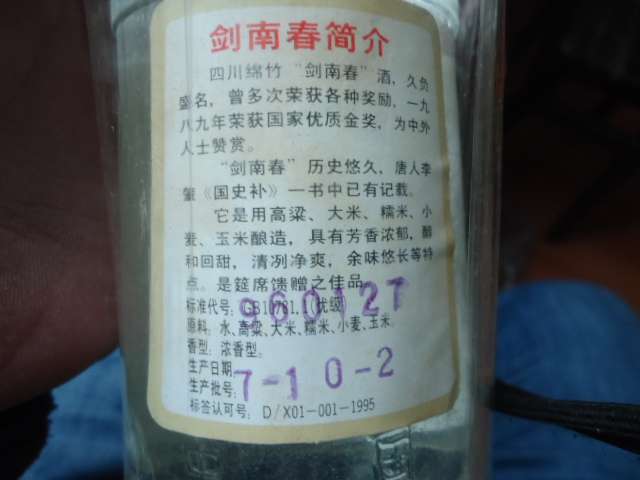 剑南春简介
四川绵竹“剑南春”酒，久负
盛名，曾多次荣获各种奖励，一九
八九年荣获国家优质金奖，为中外
人士赞赏。
“剑南春”历史悠久，唐人李
肇《国史补》一书中已有记载。
它是用高粱、大米、糯米、小
麦、玉米酿造，具有芳香浓郁，醇
和回甜，清冽净爽，余味悠长等特
点。是筵席馈赠之佳品。
标准代号：GB10781.1(优级)
960127
原料：水、高粱、大米、糯米、小麦、玉米
香型：浓香型。
生产日期：
生产批号：7-10-2
标签认可号：D/X01-001-1995